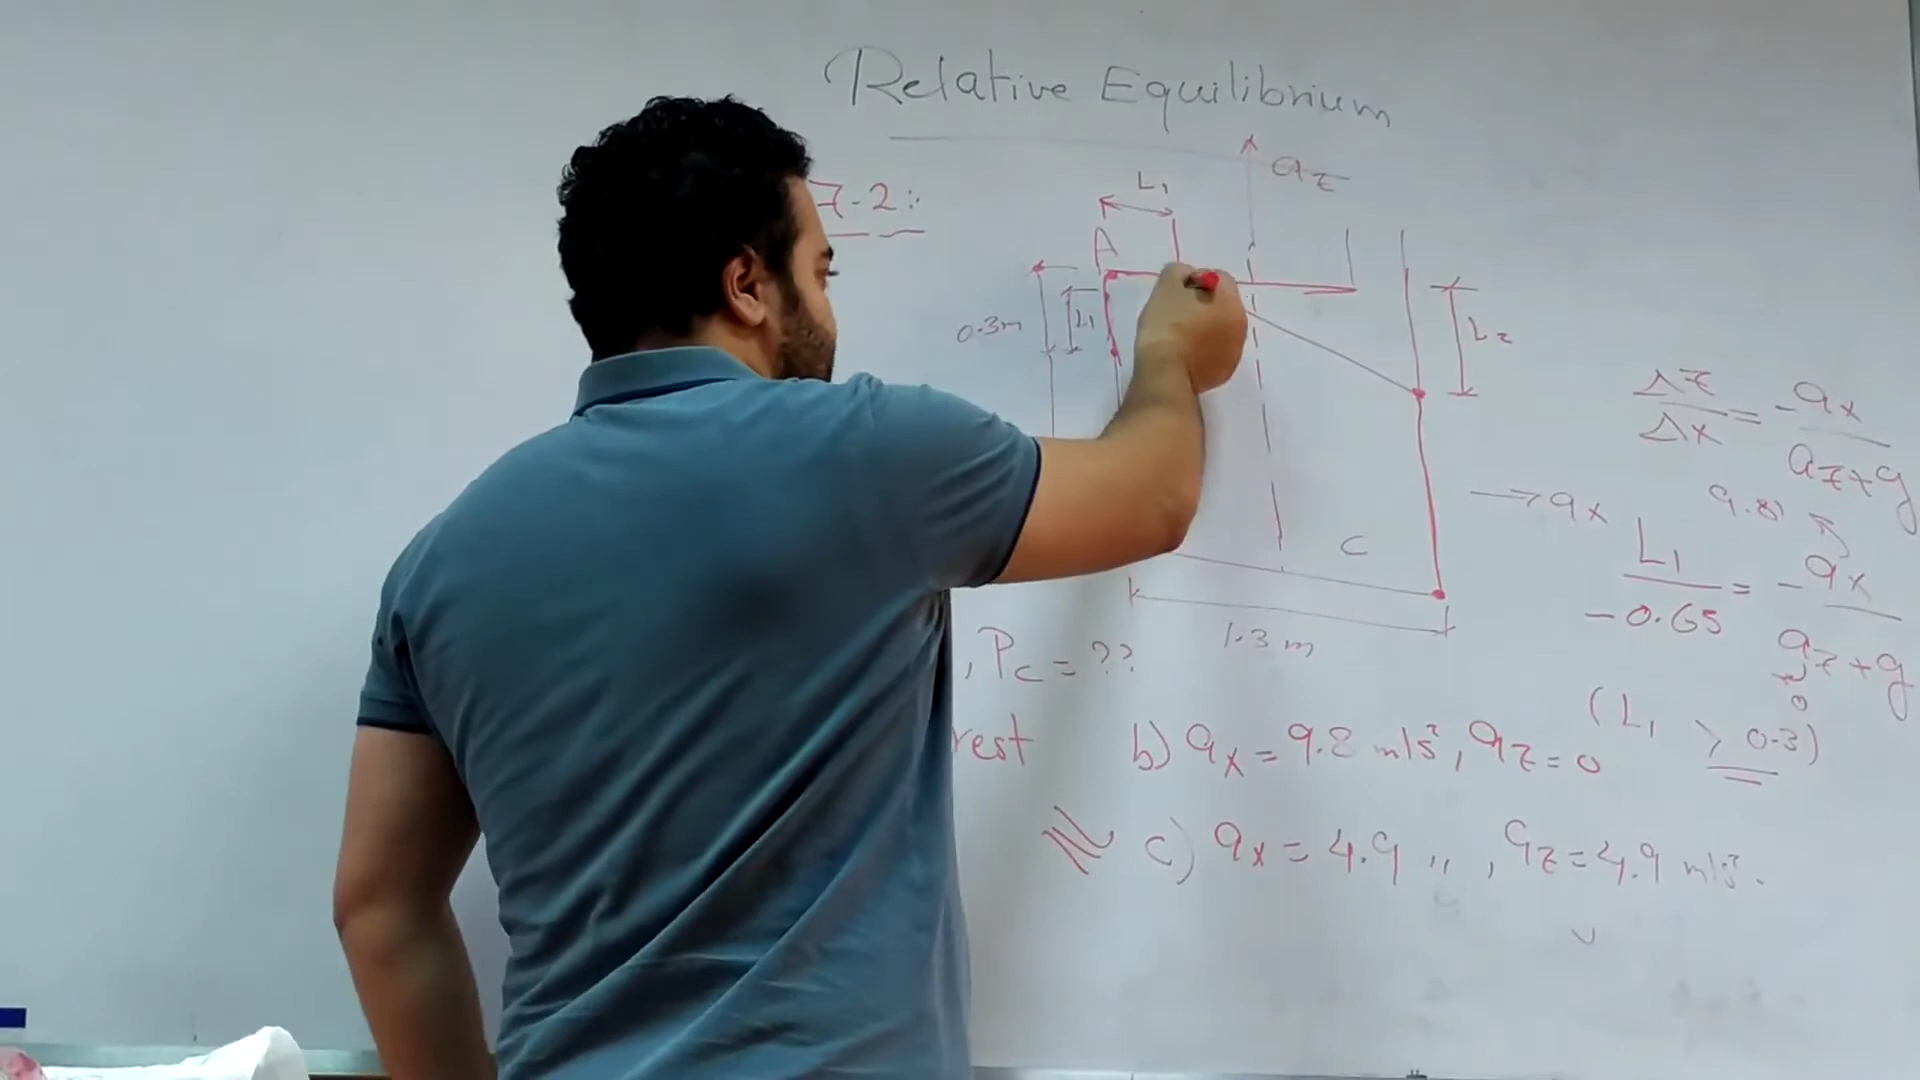 Relative Equilibrium
az
L₁
7-2:
A
0.3m
L₁
L₂
Δz/Δx = -ax/az+g
→ ax
9.81
L₁/-0.65 = -ax/az+g
0
C
1.3 m
, Pc = ??
(L₁ > 0.3)
rest
b) ax = 9.8 m/s², az = 0
c) ax = 4.9 〃 , az = 4.9 m/s².